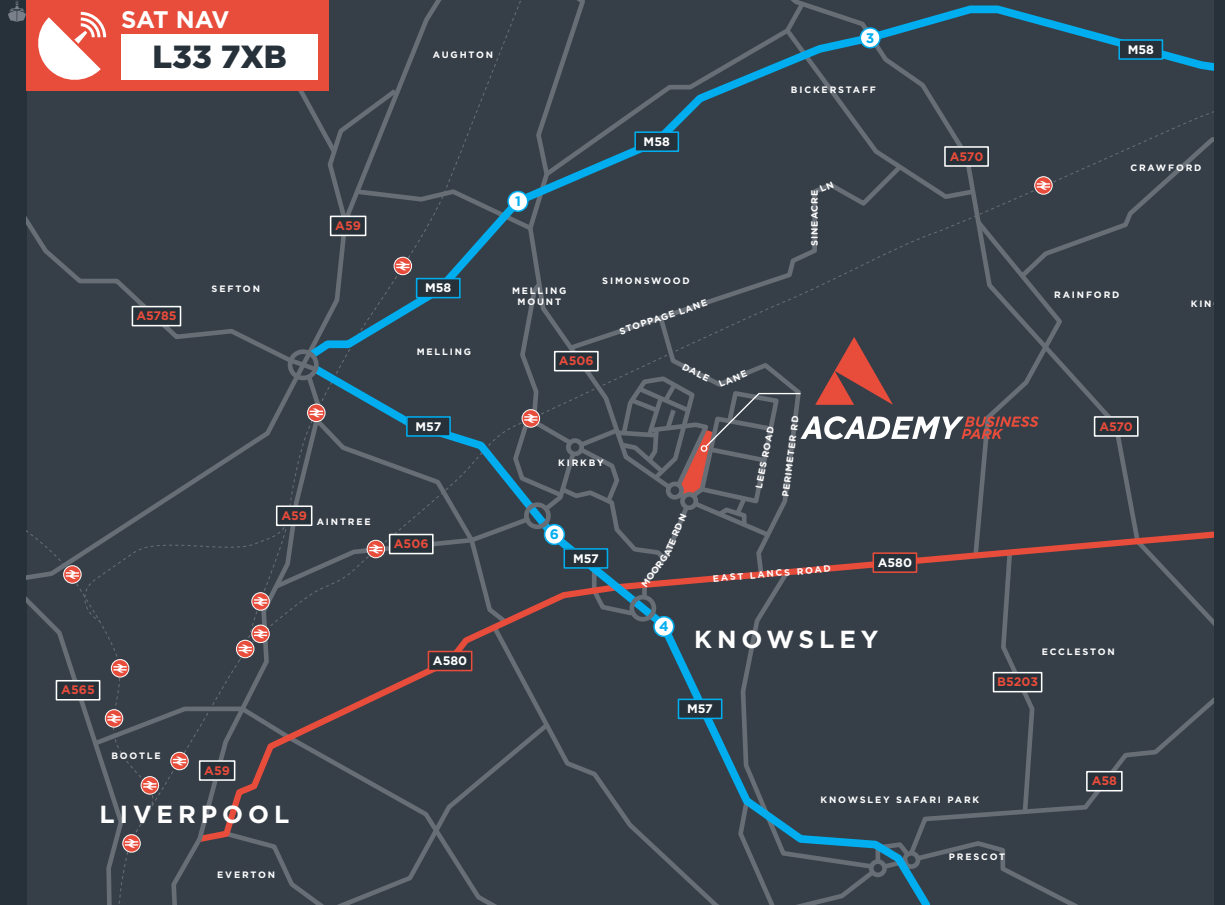 SAT NAV
L33 7XB
AUGHTON
3
M58
BICKERSTAFF
M58
A570
CRAWFORD
SINEACRE LN
1
A59
SEFTON
M58
MELLING
MOUNT
SIMONSWOOD
RAINFORD
KIN
A5785
STOPPAGE LANE
MELLING
A506
DALE LANE
ACADEMY
BUSINESS
PARK
M57
A570
LEES ROAD
PERIMETER RD
KIRKBY
A59
AINTREE
A506
6
M57
MOORGATE RD N
EAST LANCS ROAD
A580
4
KNOWSLEY
A580
ECCLESTON
B5203
A565
M57
BOOTLE
A59
A58
LIVERPOOL
KNOWSLEY SAFARI PARK
PRESCOT
EVERTON